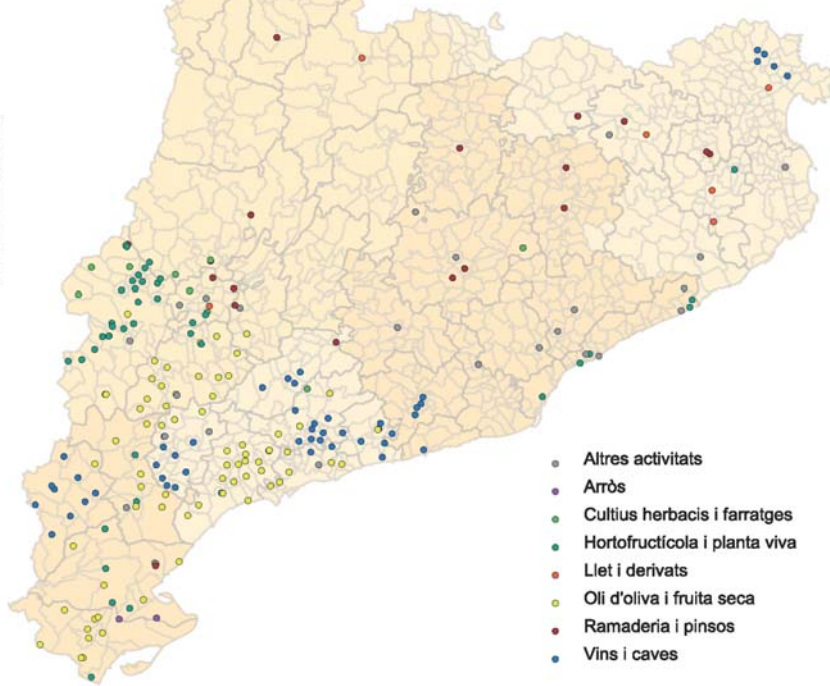 Altres activitats
Arròs
Cultius herbacis i farratges
Hortofructícola i planta viva
Llet i derivats
Oli d'oliva i fruita seca
Ramaderia i pinsos
Vins i caves